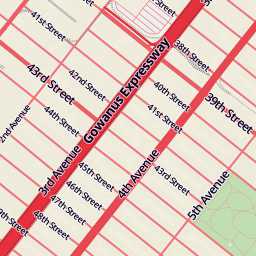 41st Street
38th Street
43rd Street
42nd Street
40th Street
39th Street
Gowanus Expressway
2nd Avenue
44th Street
41st Street
3rd Avenue
45th Street
4th Avenue
43rd Street
46th Street
5th Avenue
47th Street
48th Street
Street